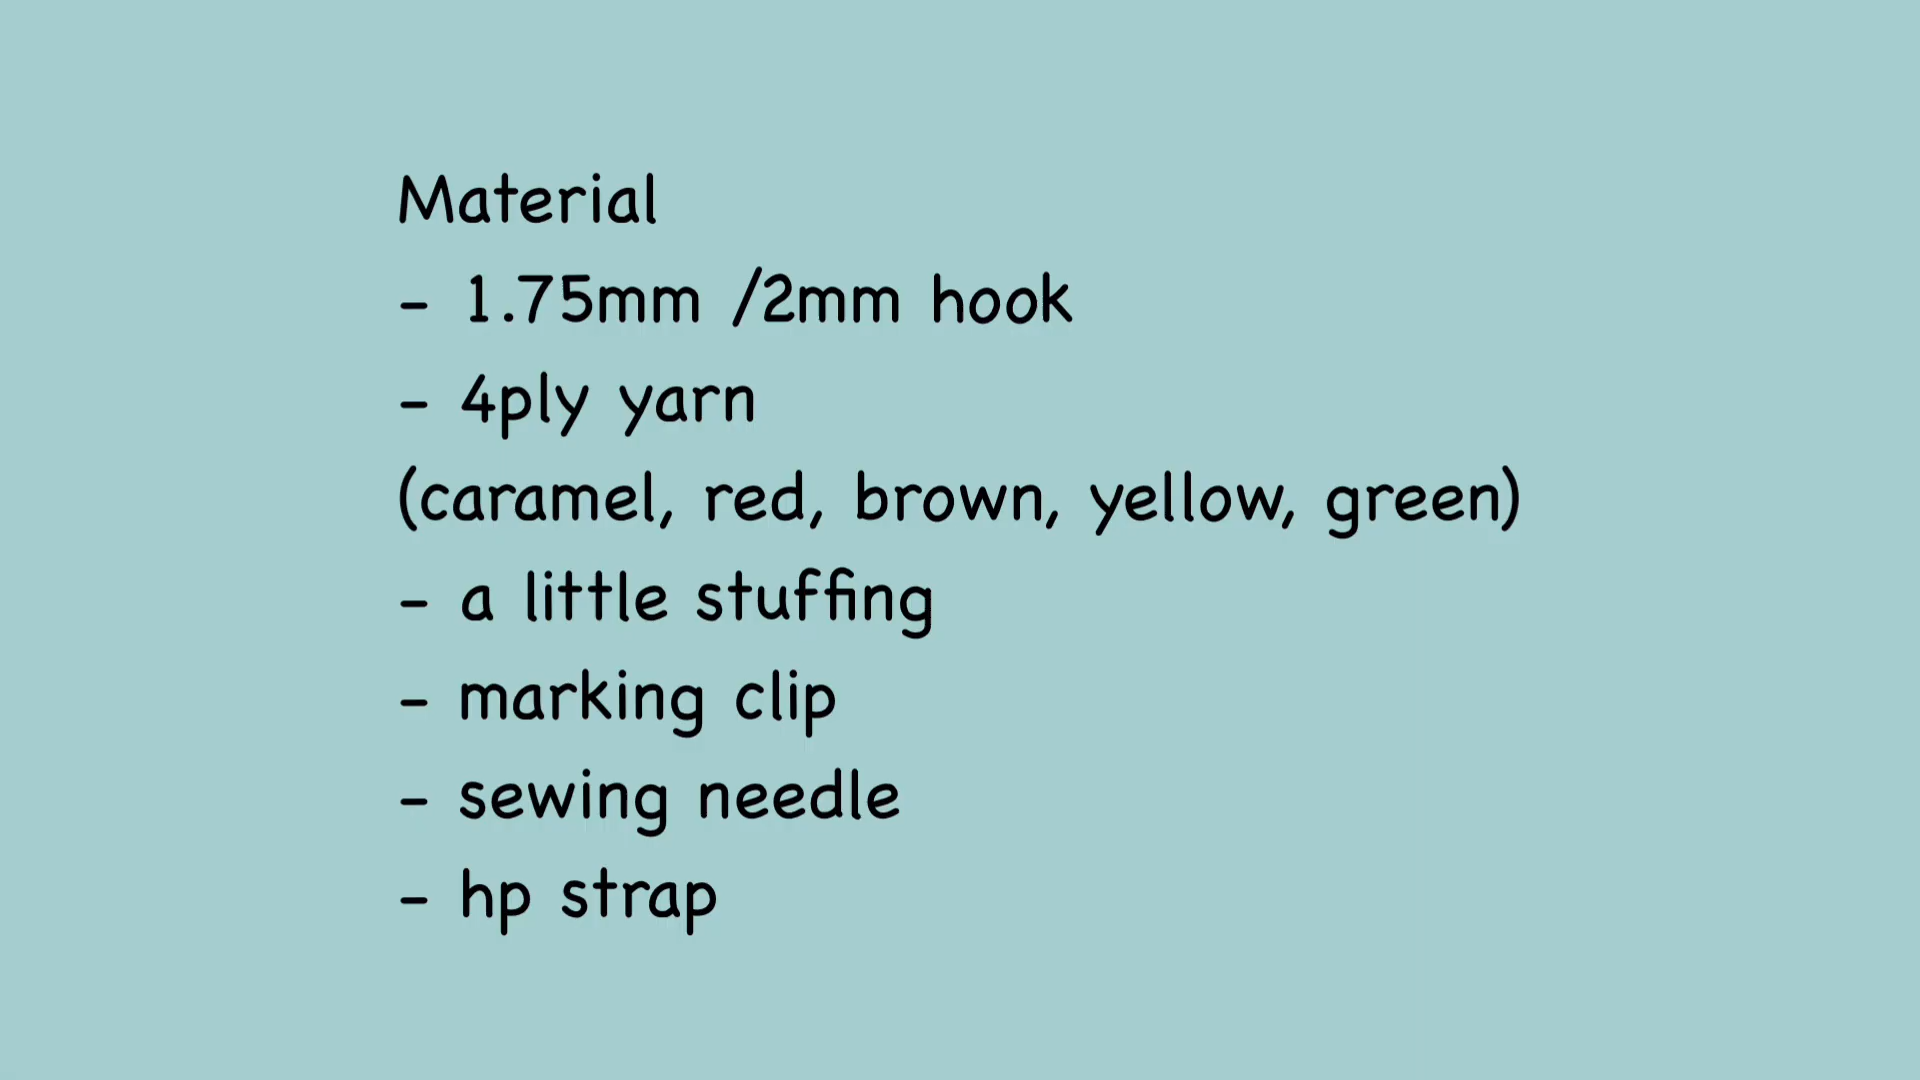 Material
- 1.75mm /2mm hook
- 4ply yarn
(caramel, red, brown, yellow, green)
- a little stuffing
- marking clip
- sewing needle
- hp strap